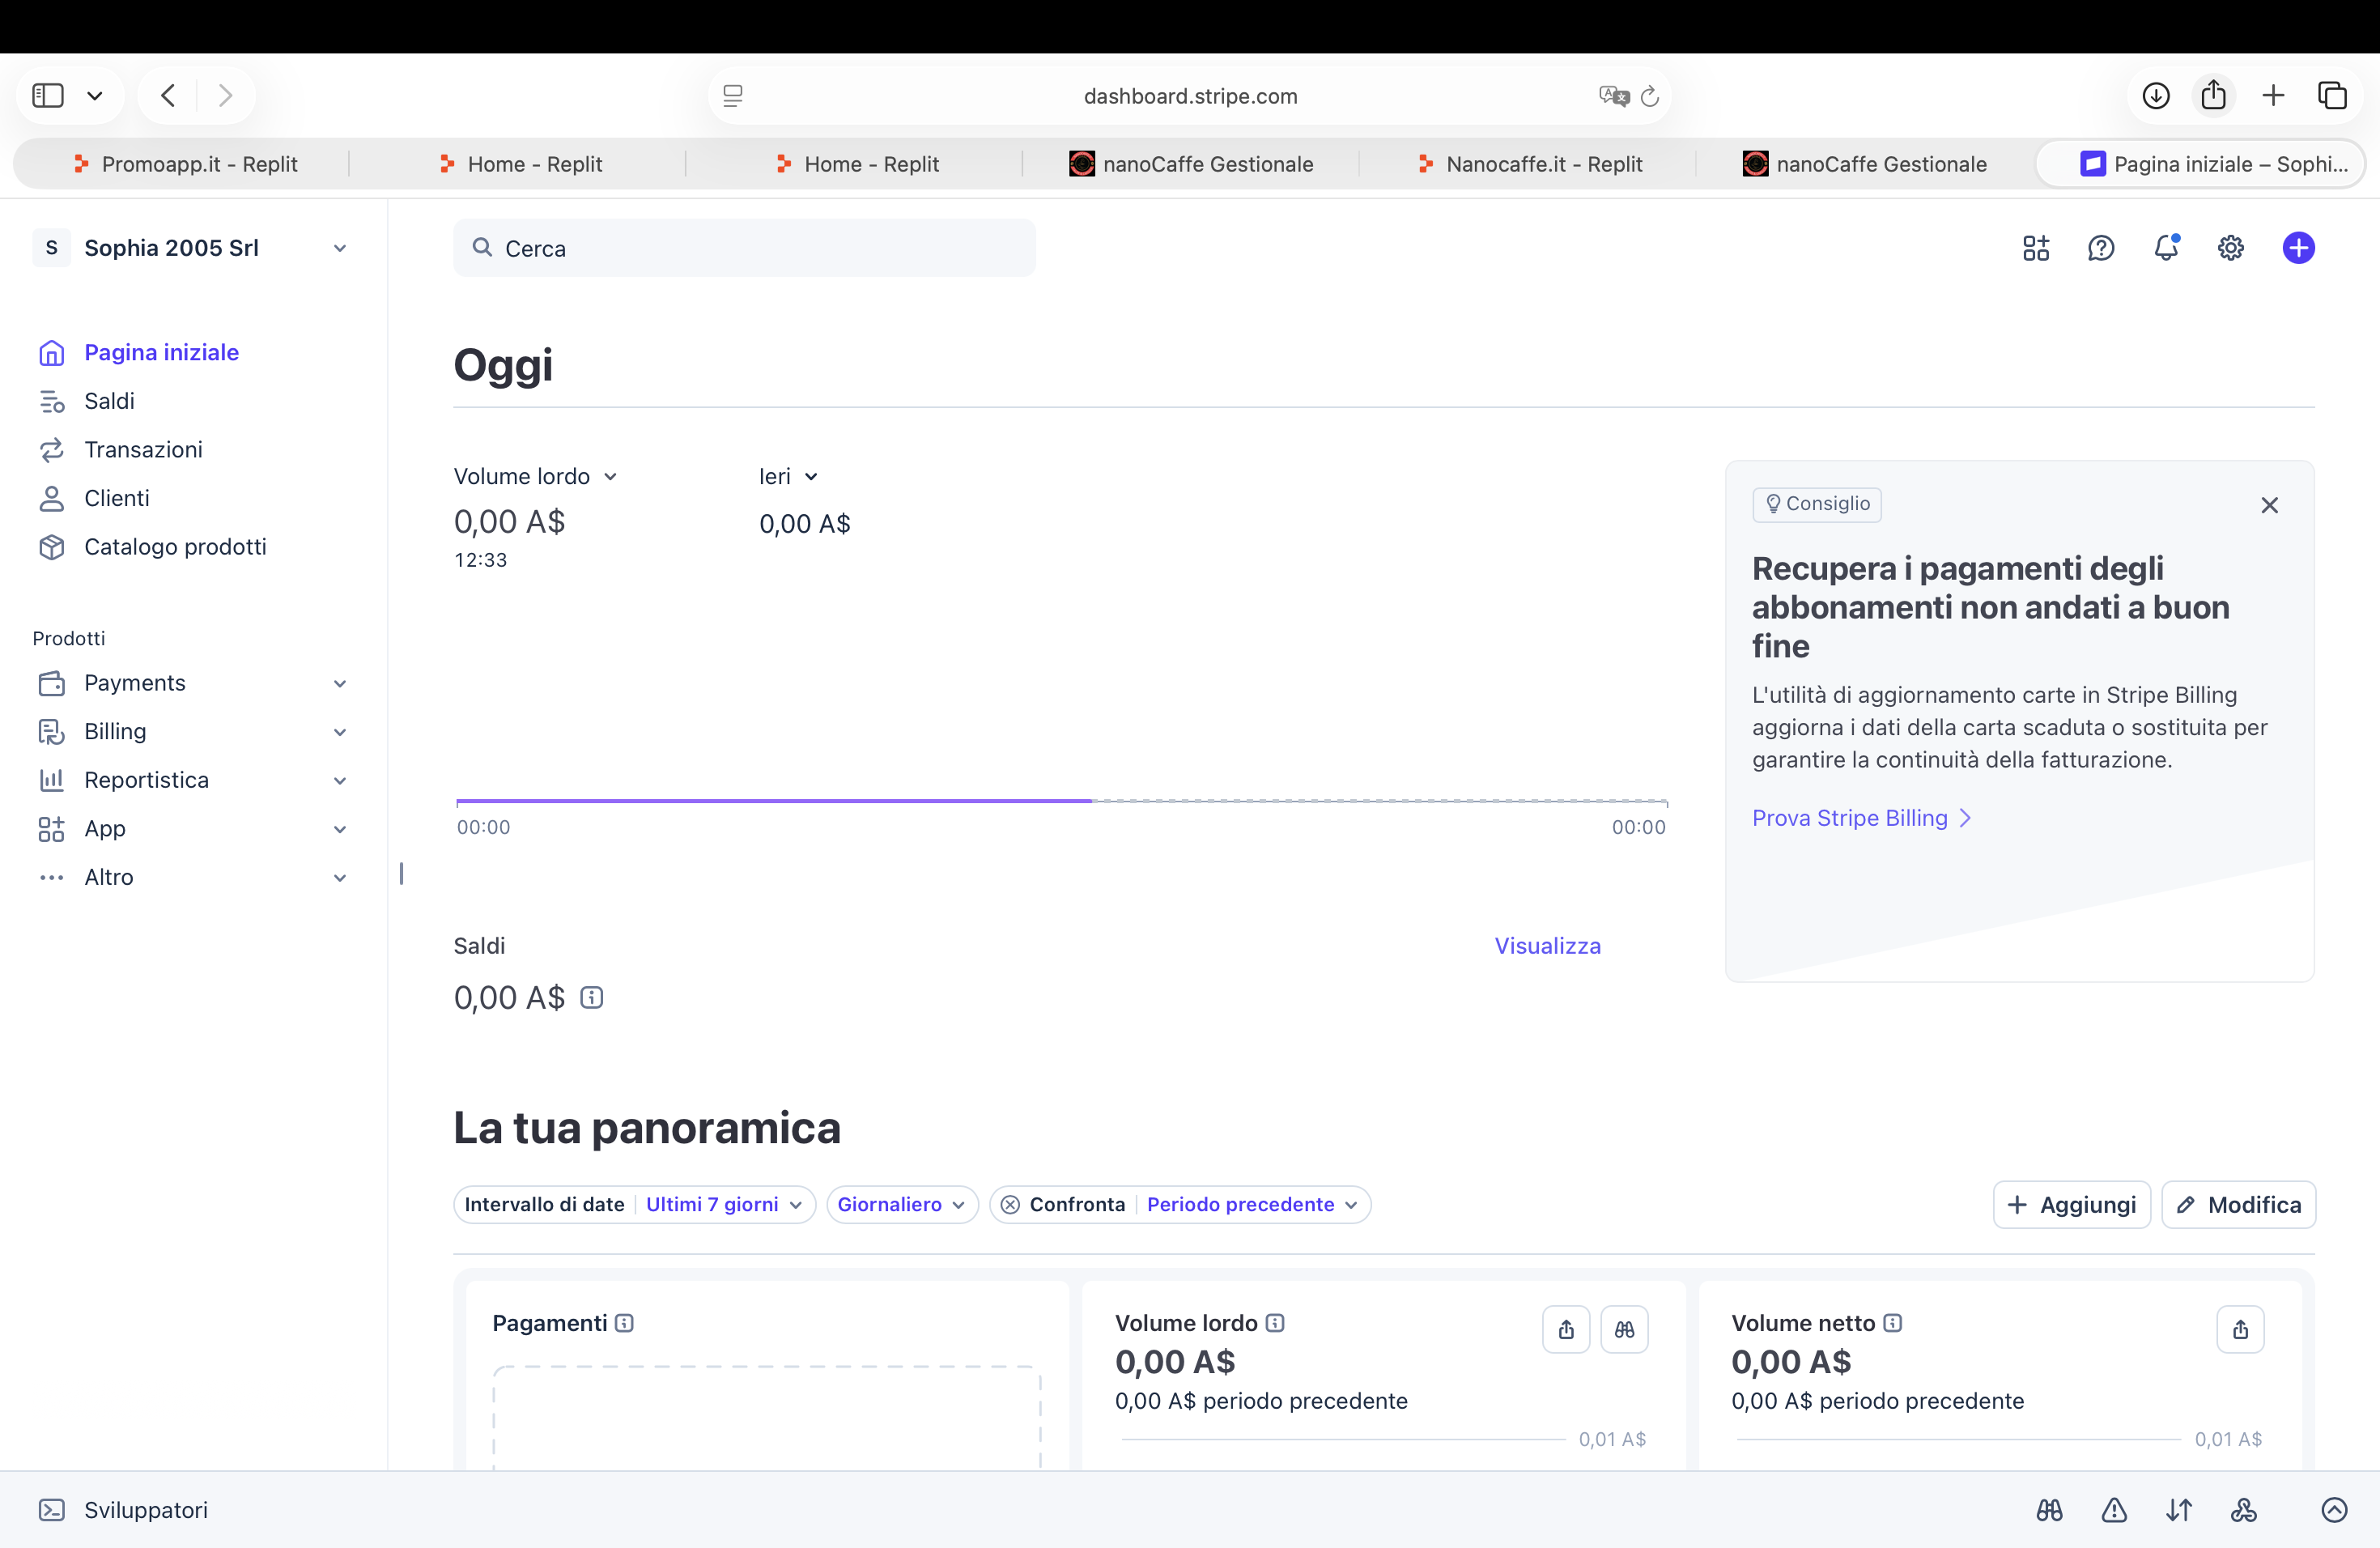 dashboard.stripe.com
Promoapp.it - Replit
Home - Replit
Home - Replit
nanoCaffe Gestionale
Nanocaffe.it - Replit
nanoCaffe Gestionale
Pagina iniziale – Sophi...
S
Sophia 2005 Srl
Cerca
Pagina iniziale
Saldi
Transazioni
Clienti
Catalogo prodotti
Prodotti
Payments
Billing
Reportistica
App
Altro
Oggi
Volume lordo
0,00 A$
12:33
Ieri
0,00 A$
00:00
00:00
Consiglio
Recupera i pagamenti degli
abbonamenti non andati a buon
fine
L'utilità di aggiornamento carte in Stripe Billing
aggiorna i dati della carta scaduta o sostituita per
garantire la continuità della fatturazione.
Prova Stripe Billing
Saldi
Visualizza
0,00 A$
La tua panoramica
Intervallo di date Ultimi 7 giorni
Giornaliero
Confronta Periodo precedente
Aggiungi
Modifica
Pagamenti
Volume lordo
0,00 A$
0,00 A$ periodo precedente
0,01 A$
Volume netto
0,00 A$
0,00 A$ periodo precedente
0,01 A$
Sviluppatori